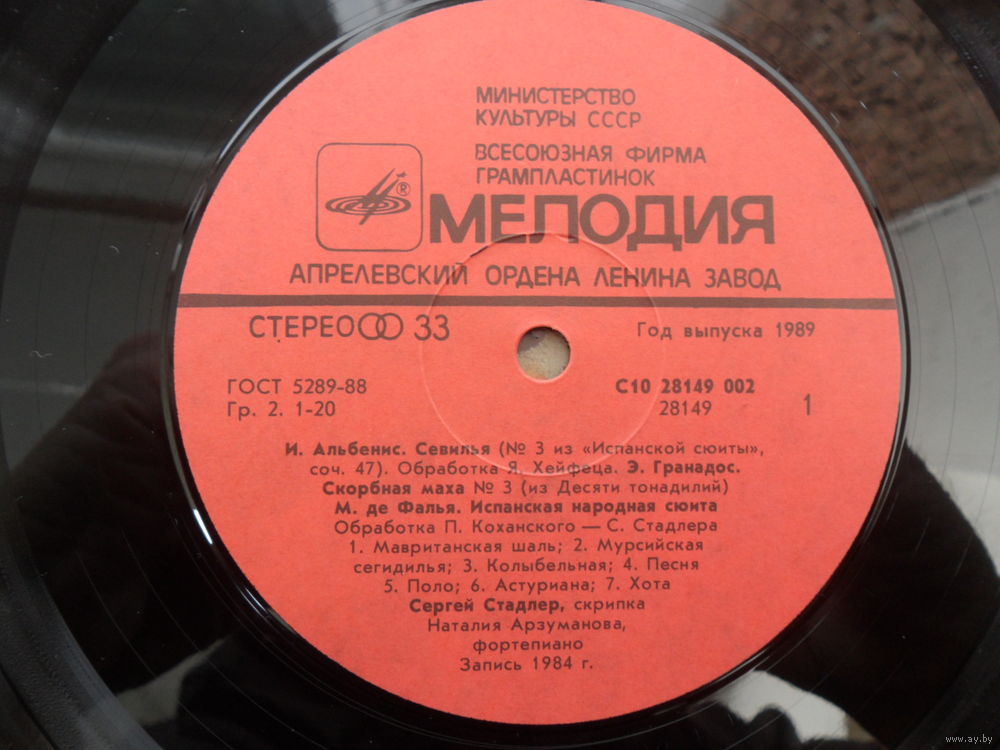 МИНИСТЕРСТВО
КУЛЬТУРЫ СССР
ВСЕСОЮЗНАЯ ФИРМА
ГРАМПЛАСТИНОК
®
МЕЛОДИЯ
АПРЕЛЕВСКИЙ ОРДЕНА ЛЕНИНА ЗАВОД
СТЕРЕО 33
Год выпуска 1989
ГОСТ 5289-88
С10 28149 002
Гр. 2. 1-20
28149
1
И. Альбенис. Севилья (№ 3 из «Испанской сюиты»,
соч. 47). Обработка Я. Хейфеца. Э. Гранадос.
Скорбная маха № 3 (из Десяти тонадилий)
М. де Фалья. Испанская народная сюита
Обработка П. Коханского — С. Стадлера
1. Мавританская шаль; 2. Мурсийская
сегидилья; 3. Колыбельная; 4. Песня
5. Поло; 6. Астуриана; 7. Хота
Сергей Стадлер, скрипка
Наталия Арзуманова,
фортепиано
Запись 1984 г.
www.ay.by